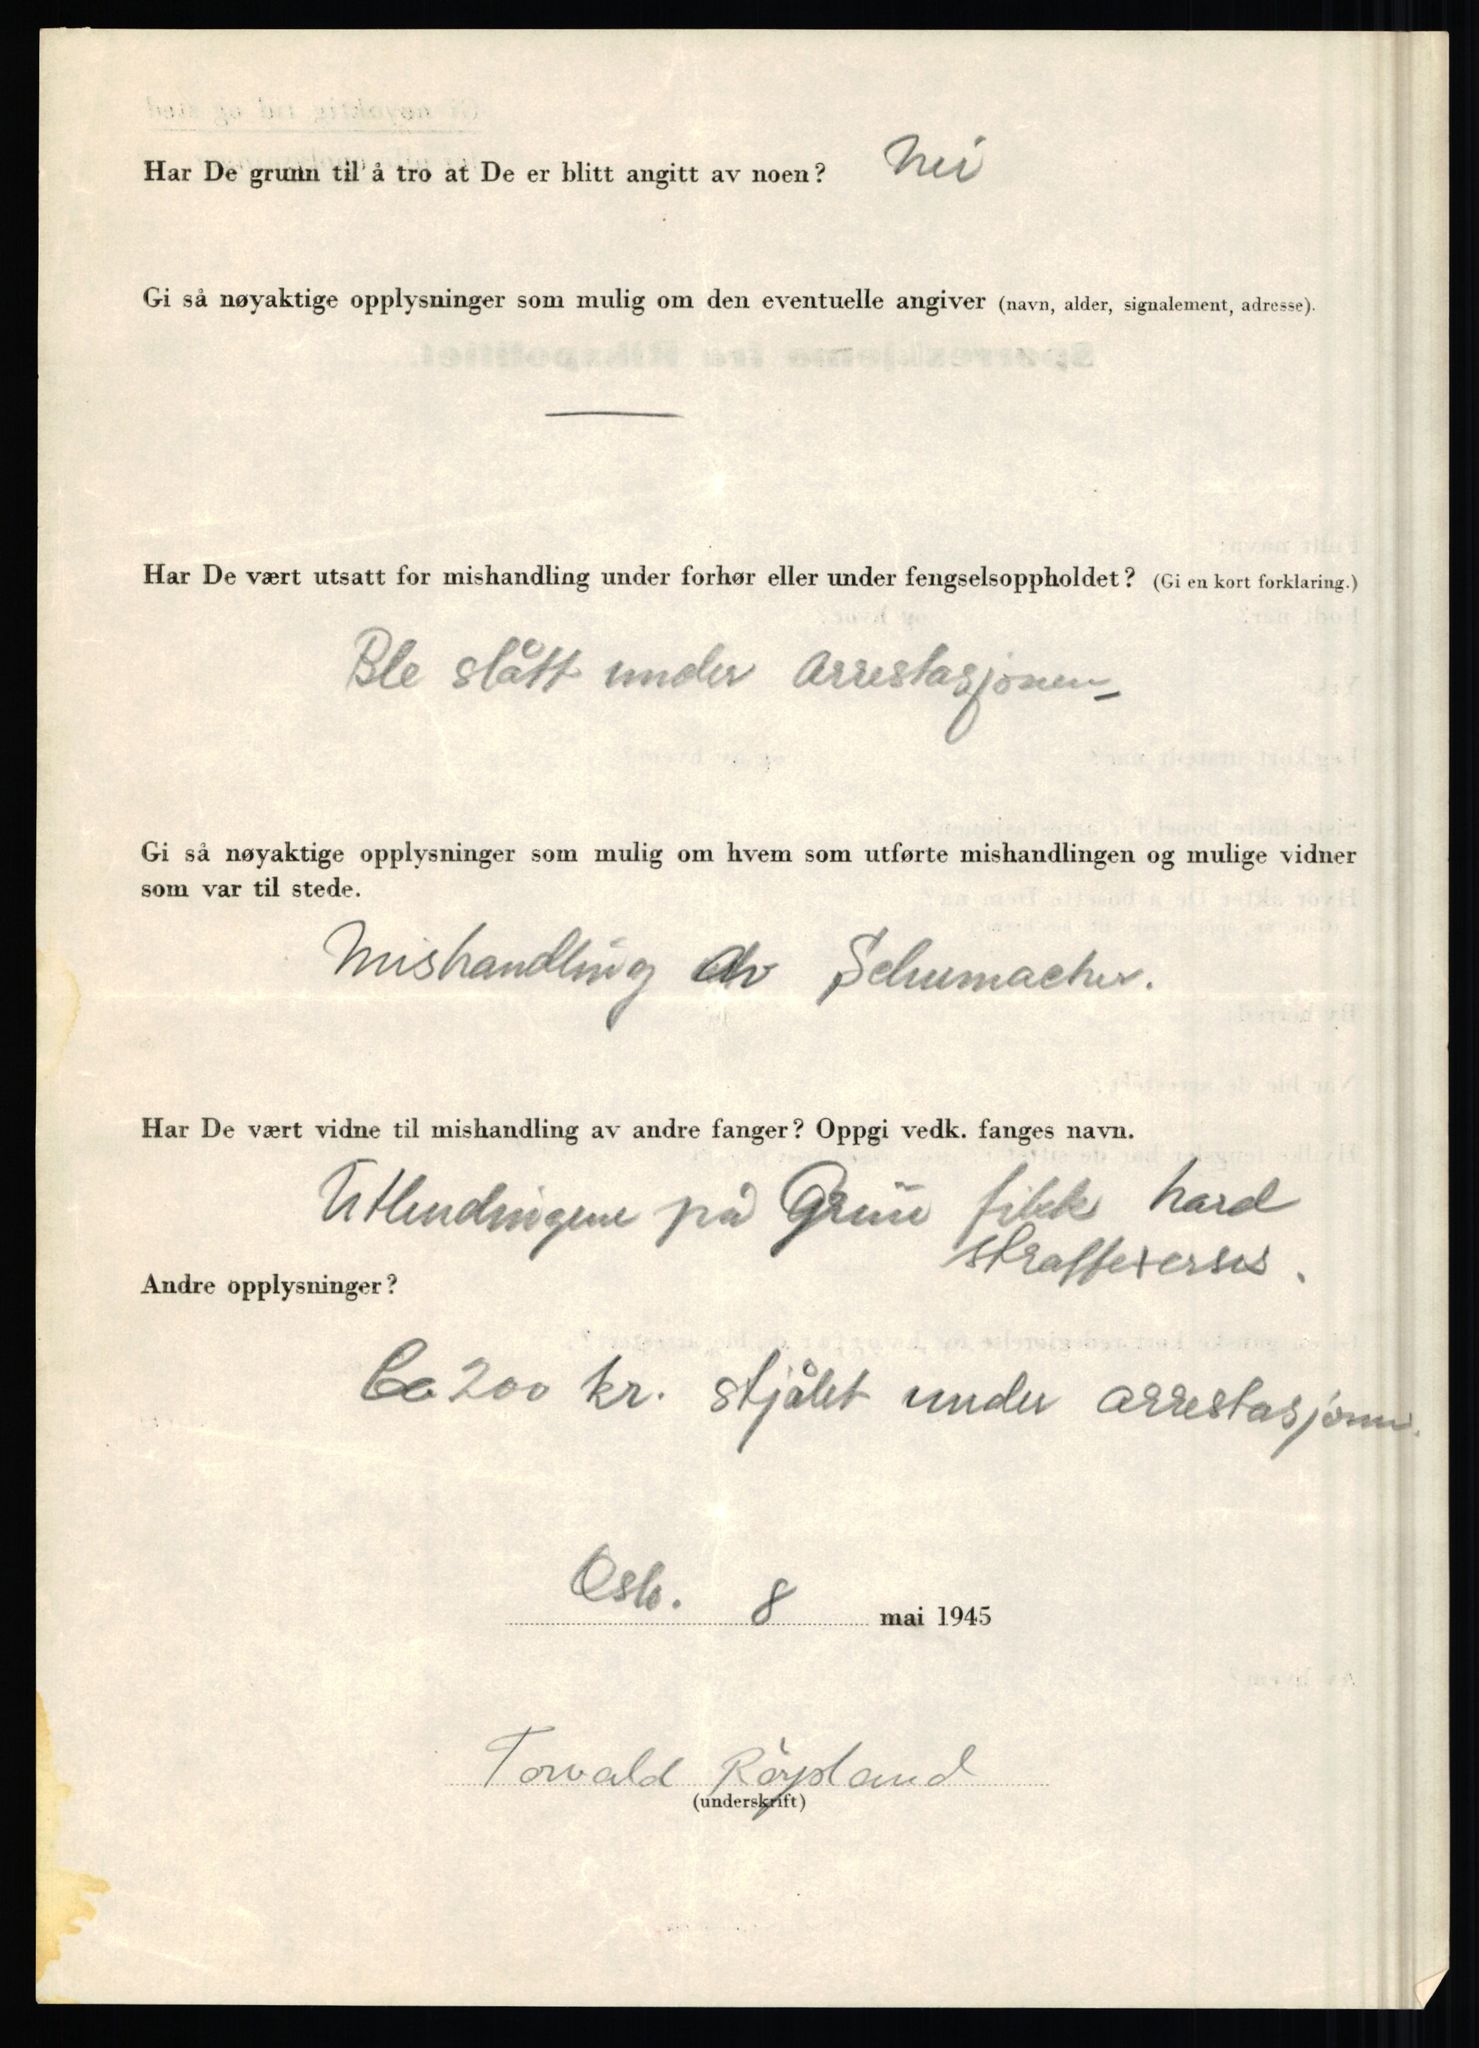 Har De grunn til å tro at De er blitt angitt av noen? Nei
Gi så nøyaktige opplysninger som mulig om den eventuelle angiver (navn, alder, signalement, adresse).
Har De vært utsatt for mishandling under forhør eller under fengselsoppholdet? (Gi en kort forklaring.)
Ble slått under arrestasjonen
Gi så nøyaktige opplysninger som mulig om hvem som utførte mishandlingen og mulige vidner
som var til stede.
Mishandling av Schumacher.
Har De vært vidne til mishandling av andre fanger? Oppgi vedk. fanges navn.
Utlendingene på Grini fikk hard
straffexersis.
Andre opplysninger?
Ca 200 kr. stjålet under arrestasjonen.
Oslo. 8 mai 1945
Torvald Röysland
(underskrift)